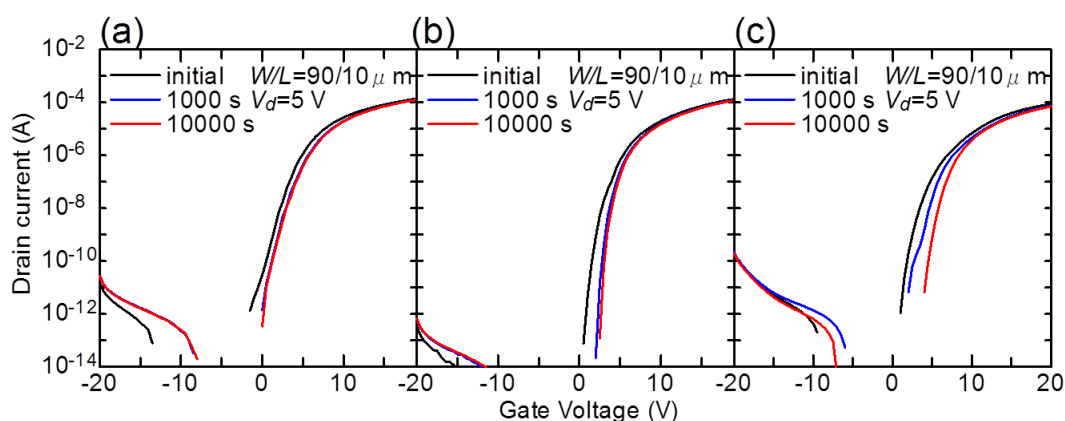 (a) (b) (c)
10⁻²
10⁻⁴
10⁻⁶
10⁻⁸
10⁻¹⁰
10⁻¹²
10⁻¹⁴
Drain current (A)
initial W/L=90/10 μ m
1000 s V_d=5 V
10000 s
initial W/L=90/10 μ m
1000 s V_d=5 V
10000 s
initial W/L=90/10 μ m
1000 s V_d=5 V
10000 s
-20 -10 0 10 -20 -10 0 10 -20 -10 0 10 20
Gate Voltage (V)